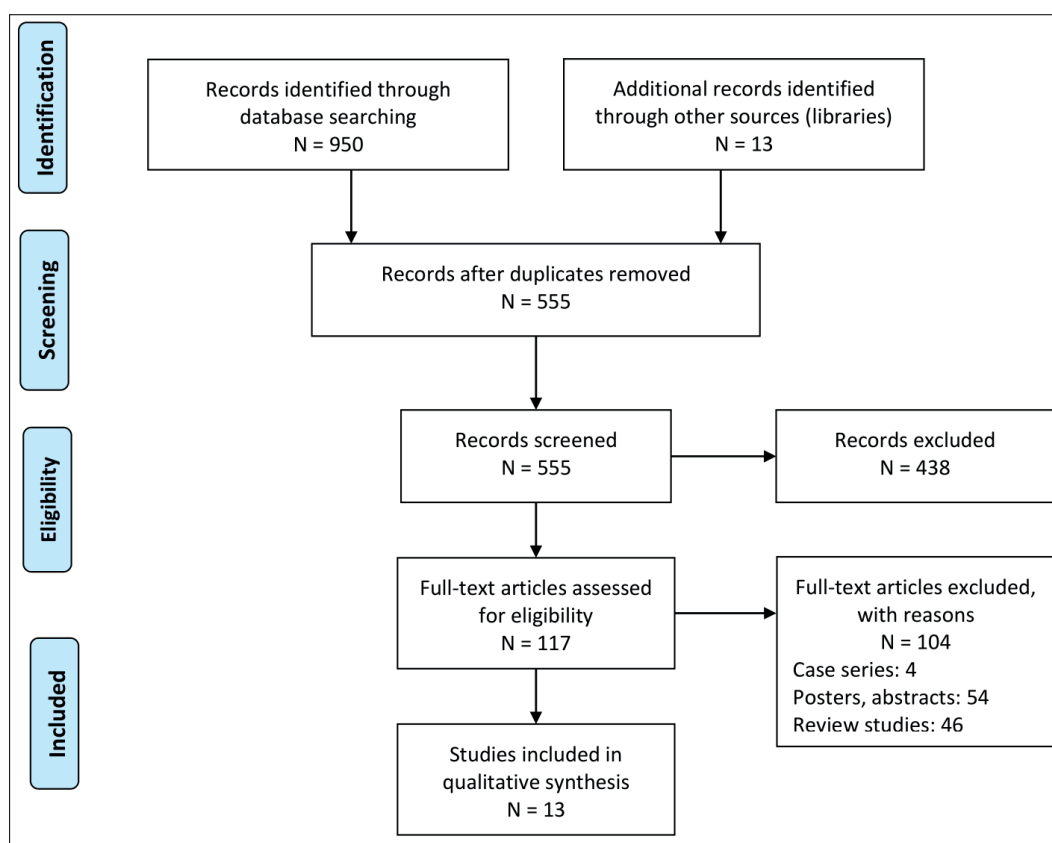 Identification
Records identified through
database searching
N = 950
Additional records identified
through other sources (libraries)
N = 13
Screening
Records after duplicates removed
N = 555
Eligibility
Records screened
N = 555
Records excluded
N = 438
Full-text articles assessed
for eligibility
N = 117
Full-text articles excluded,
with reasons
N = 104
Case series: 4
Posters, abstracts: 54
Review studies: 46
Included
Studies included in
qualitative synthesis
N = 13